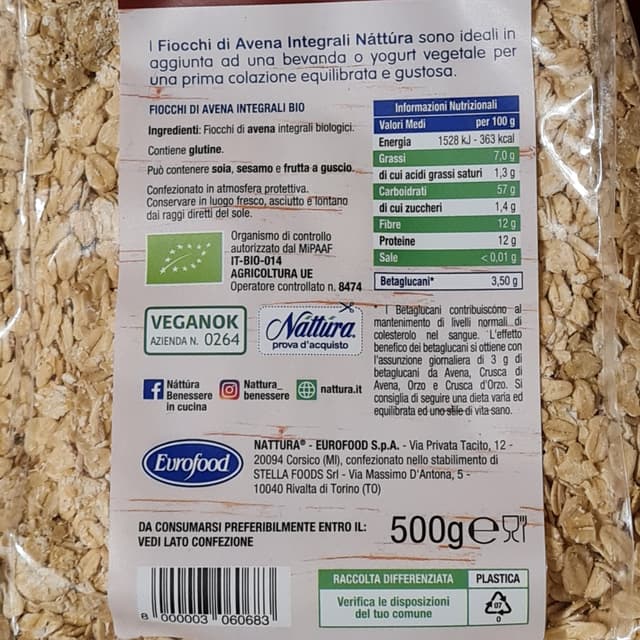 I Fiocchi di Avena Integrali Náttúra sono ideali in
aggiunta ad una bevanda o yogurt vegetale per
una prima colazione equilibrata e gustosa.
FIOCCHI DI AVENA INTEGRALI BIO
Ingredienti: Fiocchi di avena integrali biologici.
Contiene glutine.
Può contenere soia, sesamo e frutta a guscio.
Confezionato in atmosfera protettiva.
Conservare in luogo fresco, asciutto e lontano
dai raggi diretti del sole.
Informazioni Nutrizionali
Valori Medi per 100 g
Energia 1528 kJ - 363 kcal
Grassi 7,0 g
di cui acidi grassi saturi 1,3 g
Carboidrati 57 g
di cui zuccheri 1,4 g
Fibre 12 g
Proteine 12 g
Sale < 0,01 g
Betaglucani* 3,50 g
Organismo di controllo
autorizzato dal MiPAAF
IT-BIO-014
AGRICOLTURA UE
Operatore controllato n. 8474
VEGANOK
AZIENDA N. 0264
Náttúra
prova d'acquisto
* I Betaglucani contribuiscono al
mantenimento di livelli normali di
colesterolo nel sangue. L'effetto
benefico dei betaglucani si ottiene con
l'assunzione giornaliera di 3 g di
betaglucani da Avena, Crusca di
Avena, Orzo e Crusca d'Orzo. Si
consiglia di seguire una dieta varia ed
equilibrata ed uno stile di vita sano.
Náttúra
Benessere
in cucina
Nattura_
benessere
nattura.it
Eurofood
NATTURA® - EUROFOOD S.p.A. - Via Privata Tacito, 12 -
20094 Corsico (MI), confezionato nello stabilimento di
STELLA FOODS Srl - Via Massimo D'Antona, 5 -
10040 Rivalta di Torino (TO)
DA CONSUMARSI PREFERIBILMENTE ENTRO IL:
VEDI LATO CONFEZIONE
500g e
8 000003 060683
RACCOLTA DIFFERENZIATA PLASTICA
Verifica le disposizioni
del tuo comune
07
0